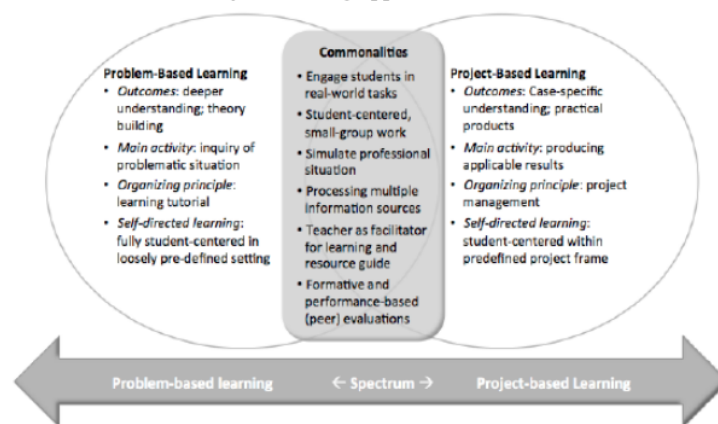 Commonalities
• Engage students in
real-world tasks
• Student-centered,
small-group work
• Simulate professional
situation
• Processing multiple
information sources
• Teacher as facilitator
for learning and
resource guide
• Formative and
performance-based
(peer) evaluations
Problem-Based Learning
• Outcomes: deeper
understanding; theory
building
• Main activity: inquiry of
problematic situation
• Organizing principle:
learning tutorial
• Self-directed learning:
fully student-centered in
loosely pre-defined setting
Project-Based Learning
• Outcomes: Case-specific
understanding; practical
products
• Main activity: producing
applicable results
• Organizing principle: project
management
• Self-directed learning:
student-centered within
predefined project frame
Problem-based learning ← Spectrum → Project-based Learning